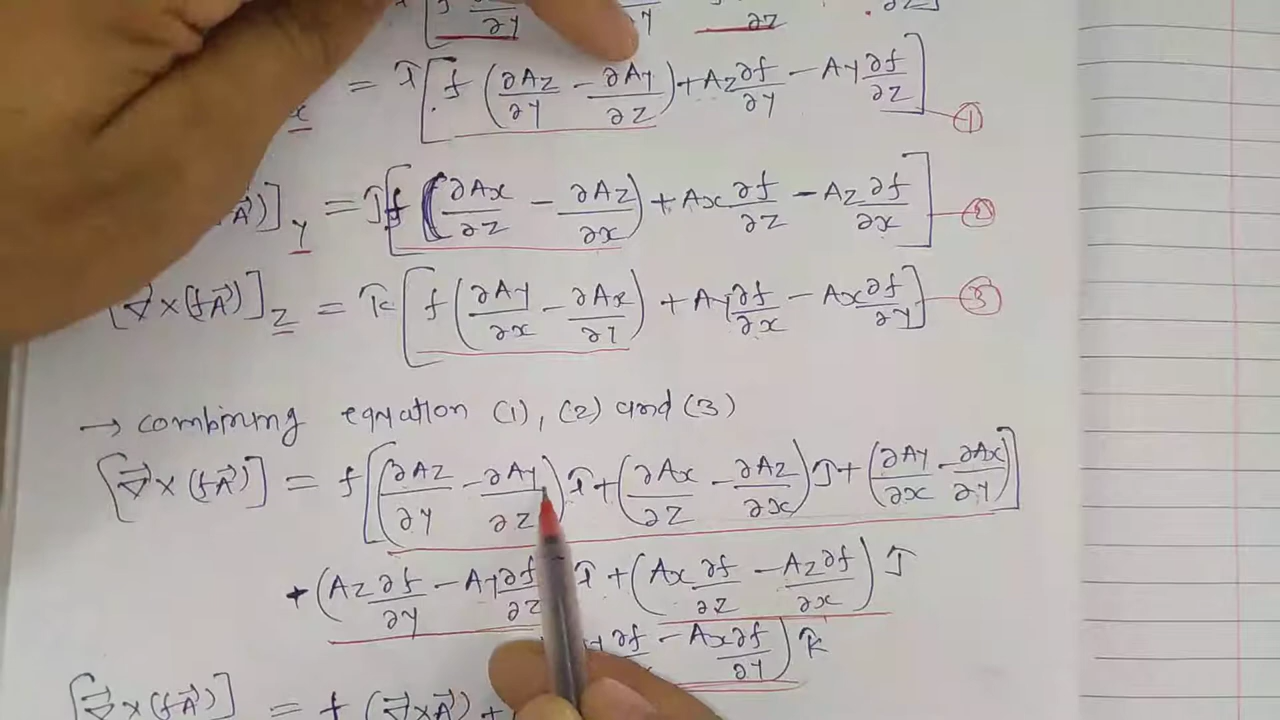 = î [ f (∂Az/∂y − ∂Ay/∂z) + Az ∂f/∂y − Ay ∂f/∂z ] — (1)
A⃗)]y = ĵ [ f (∂Ax/∂z − ∂Az/∂x) + Ax ∂f/∂z − Az ∂f/∂x ] — (2)
[∇⃗ × (fA⃗)]z = k̂ [ f (∂Ay/∂x − ∂Ax/∂y) + Ay ∂f/∂x − Ax ∂f/∂y ] — (3)
→ combining equation (1), (2) and (3)
[∇⃗ × (fA⃗)] = f [ (∂Az/∂y − ∂Ay/∂z) î + (∂Ax/∂z − ∂Az/∂x) ĵ + (∂Ay/∂x − ∂Ax/∂y) ]
+ (Az ∂f/∂y − Ay ∂f/∂z î + (Ax ∂f/∂z − Az ∂f/∂x) ĵ
∂f − Ax ∂f/∂y) k̂
[∇⃗ × (fA⃗)] = f (∇⃗ × A⃗) +